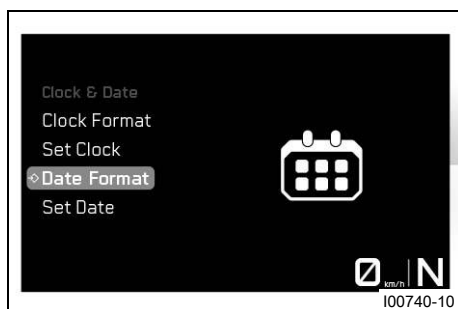 Clock & Date
Clock Format
Set Clock
Date Format
Set Date
0 km/h N
I00740-10